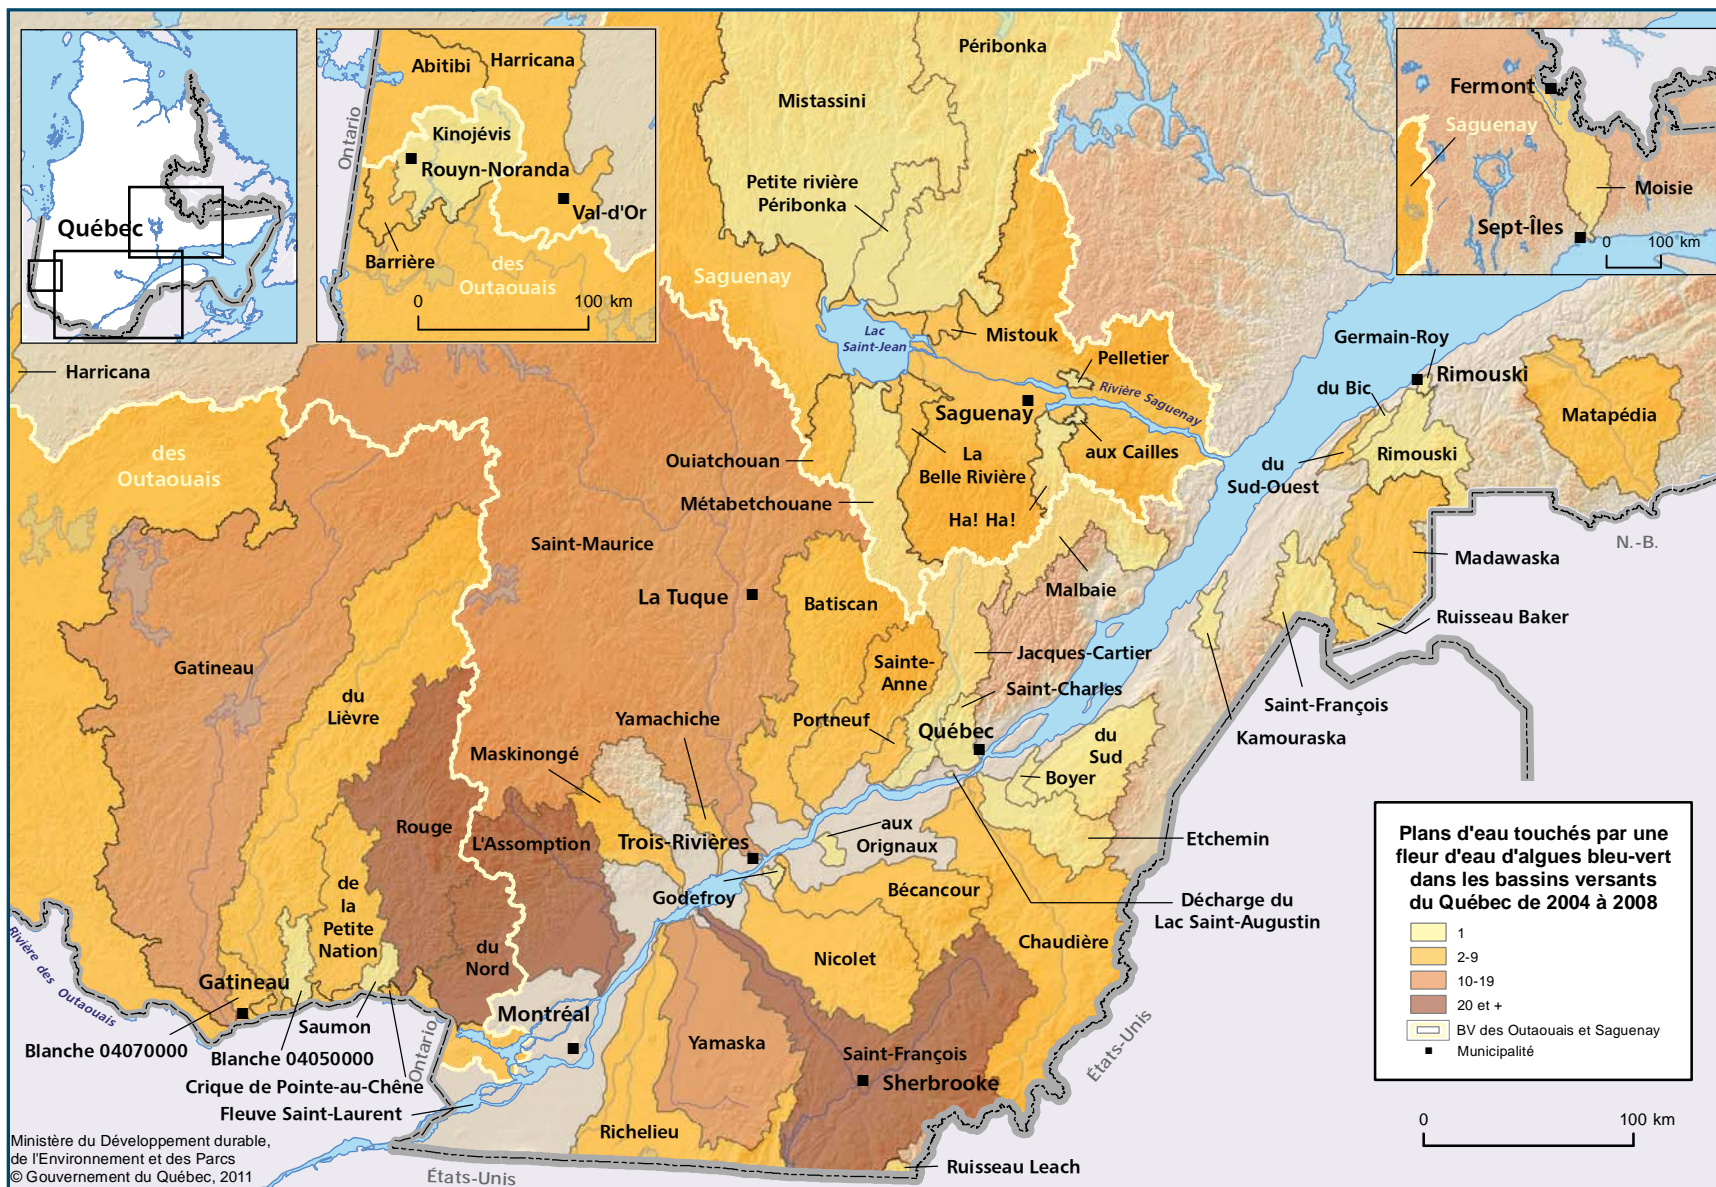 Québec
Abitibi
Harricana
Kinojévis
Rouyn-Noranda
Val-d'Or
Barrière
des
Outaouais
Ontario
0
100 km
Péribonka
Mistassini
Petite rivière
Péribonka
Saguenay
Lac
Saint-Jean
Mistouk
Pelletier
Rivière Saguenay
Saguenay
aux Cailles
La
Belle Rivière
Ha! Ha!
Ouiatchouan
Métabetchouane
Fermont
Saguenay
Moisie
Sept-Îles
0
100 km
Germain-Roy
Rimouski
du Bic
Rimouski
Matapédia
du
Sud-Ouest
Madawaska
N.-B.
Ruisseau Baker
Saint-François
Kamouraska
Harricana
des
Outaouais
Saint-Maurice
La Tuque
Batiscan
Malbaie
Gatineau
du
Lièvre
Sainte-
Anne
Jacques-Cartier
Saint-Charles
Portneuf
Québec
Yamachiche
Maskinongé
du
Sud
Boyer
Etchemin
Rouge
L'Assomption
Trois-Rivières
aux
Orignaux
Godefroy
Bécancour
Décharge du
Lac Saint-Augustin
de
la
Petite
Nation
du
Nord
Nicolet
Chaudière
Rivière des Outaouais
Gatineau
Saumon
Blanche 04070000
Blanche 04050000
Crique de Pointe-au-Chêne
Ontario
Montréal
Fleuve Saint-Laurent
Yamaska
Saint-François
Sherbrooke
Richelieu
Ruisseau Leach
États-Unis
États-Unis
Plans d'eau touchés par une
fleur d'eau d'algues bleu-vert
dans les bassins versants
du Québec de 2004 à 2008
1
2-9
10-19
20 et +
BV des Outaouais et Saguenay
Municipalité
0
100 km
Ministère du Développement durable,
de l'Environnement et des Parcs
© Gouvernement du Québec, 2011